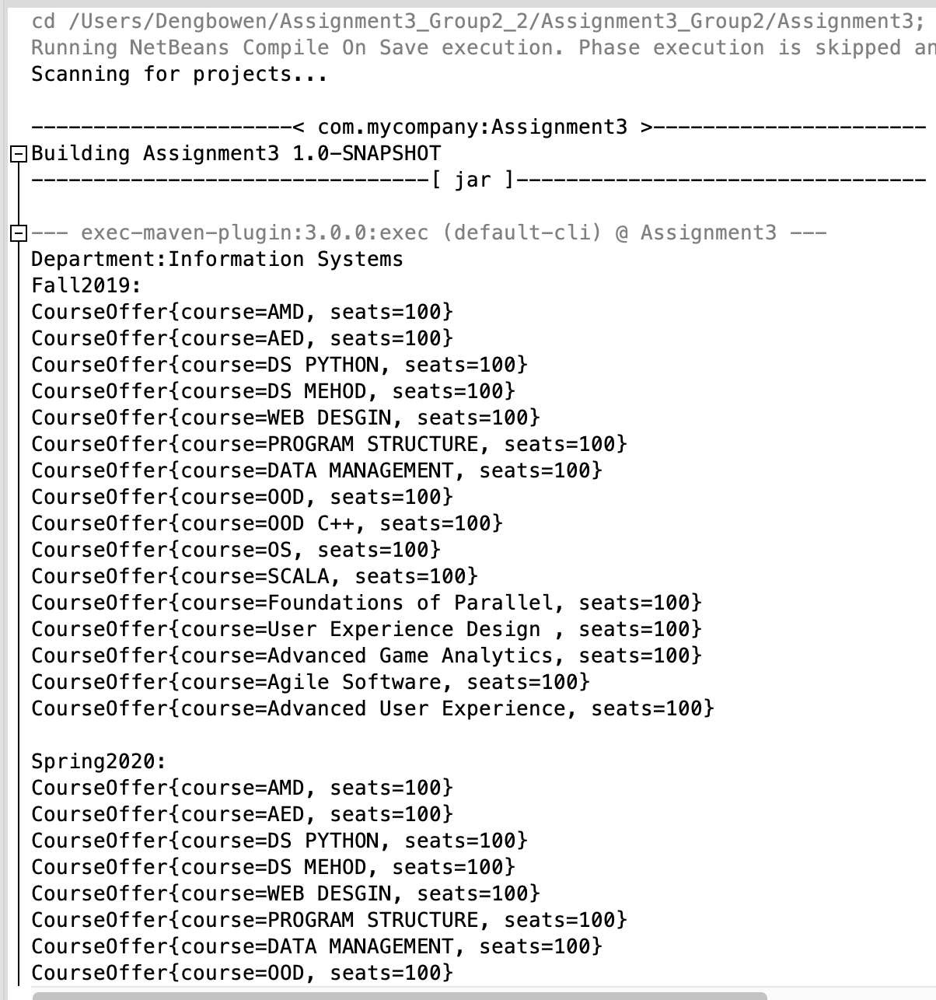 cd /Users/Dengbowen/Assignment3_Group2_2/Assignment3_Group2/Assignment3;
Running NetBeans Compile On Save execution. Phase execution is skipped an
Scanning for projects...
---------------------< com.mycompany:Assignment3 >----------------------
Building Assignment3 1.0-SNAPSHOT
--------------------------------[ jar ]---------------------------------
--- exec-maven-plugin:3.0.0:exec (default-cli) @ Assignment3 ---
Department:Information Systems
Fall2019:
CourseOffer{course=AMD, seats=100}
CourseOffer{course=AED, seats=100}
CourseOffer{course=DS PYTHON, seats=100}
CourseOffer{course=DS MEHOD, seats=100}
CourseOffer{course=WEB DESGIN, seats=100}
CourseOffer{course=PROGRAM STRUCTURE, seats=100}
CourseOffer{course=DATA MANAGEMENT, seats=100}
CourseOffer{course=OOD, seats=100}
CourseOffer{course=OOD C++, seats=100}
CourseOffer{course=OS, seats=100}
CourseOffer{course=SCALA, seats=100}
CourseOffer{course=Foundations of Parallel, seats=100}
CourseOffer{course=User Experience Design , seats=100}
CourseOffer{course=Advanced Game Analytics, seats=100}
CourseOffer{course=Agile Software, seats=100}
CourseOffer{course=Advanced User Experience, seats=100}
Spring2020:
CourseOffer{course=AMD, seats=100}
CourseOffer{course=AED, seats=100}
CourseOffer{course=DS PYTHON, seats=100}
CourseOffer{course=DS MEHOD, seats=100}
CourseOffer{course=WEB DESGIN, seats=100}
CourseOffer{course=PROGRAM STRUCTURE, seats=100}
CourseOffer{course=DATA MANAGEMENT, seats=100}
CourseOffer{course=OOD, seats=100}